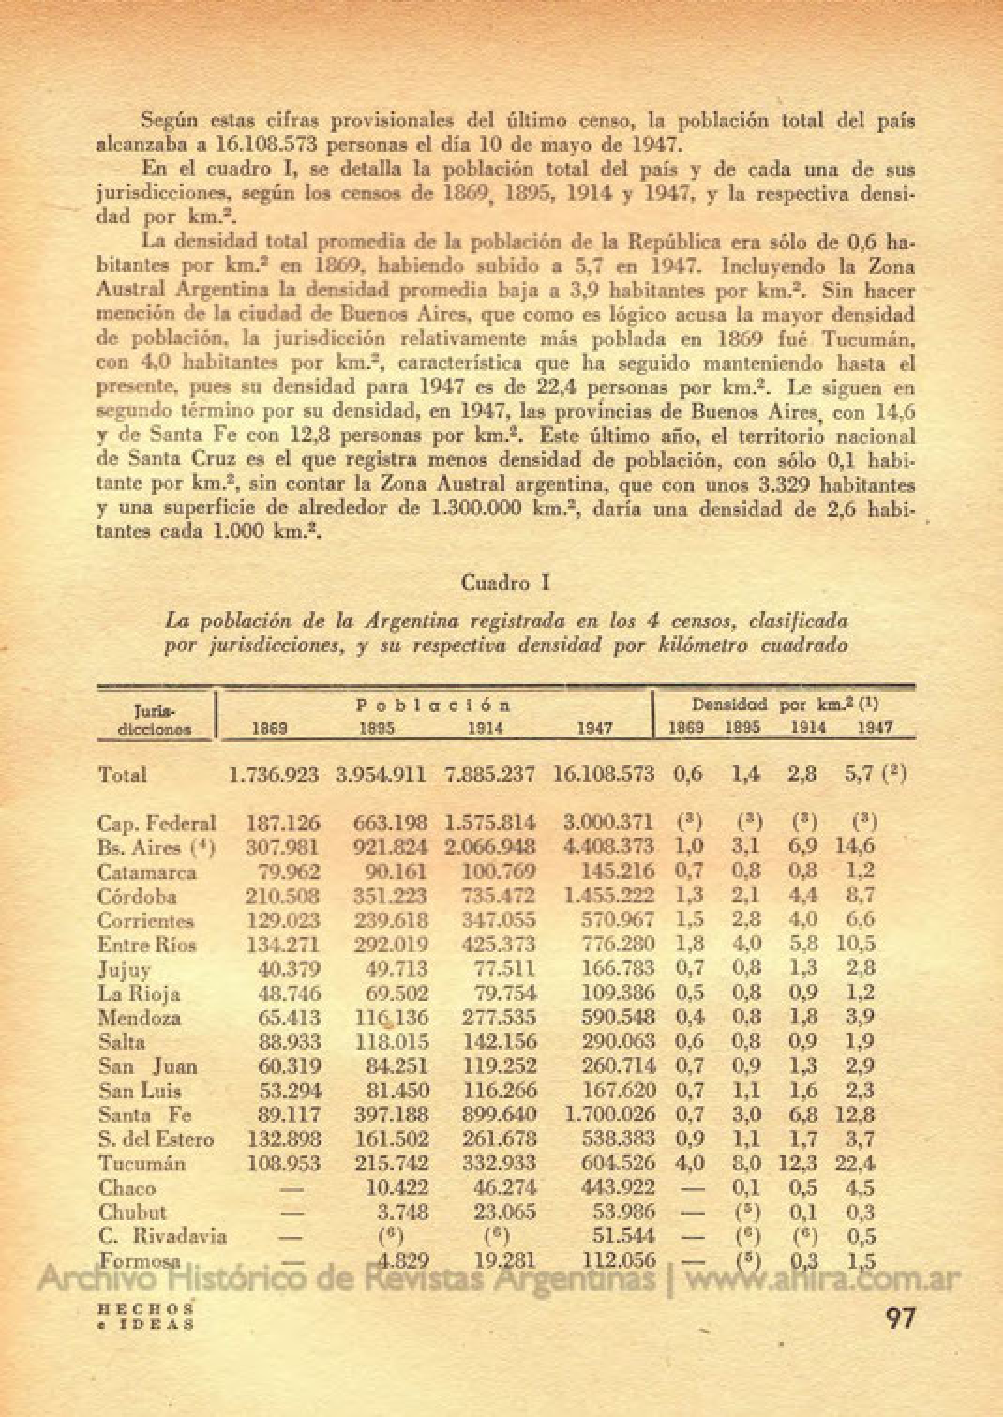 Según estas cifras provisionales del último censo, la población total del país
alcanzaba a 16.108.573 personas el día 10 de mayo de 1947.
En el cuadro I, se detalla la población total del país y de cada una de sus
jurisdicciones, según los censos de 1869, 1895, 1914 y 1947, y la respectiva densi-
dad por km.²
La densidad total promedia de la población de la República era sólo de 0,6 ha-
bitantes por km.² en 1869, habiendo subido a 5,7 en 1947. Incluyendo la Zona
Austral Argentina la densidad promedia baja a 3,9 habitantes por km.². Sin hacer
mención de la ciudad de Buenos Aires, que como es lógico acusa la mayor densidad
de población, la jurisdicción relativamente más poblada en 1869 fué Tucumán,
con 4,0 habitantes por km.², característica que ha seguido manteniendo hasta el
presente, pues su densidad para 1947 es de 22,4 personas por km.². Le siguen en
segundo término por su densidad, en 1947, las provincias de Buenos Aires, con 14,6
y de Santa Fe con 12,8 personas por km.². Este último año, el territorio nacional
de Santa Cruz es el que registra menos densidad de población, con sólo 0,1 habi-
tante por km.², sin contar la Zona Austral argentina, que con unos 3.329 habitantes
y una superficie de alrededor de 1.300.000 km.², daría una densidad de 2,6 habi-
tantes cada 1.000 km.².
Cuadro I
La población de la Argentina registrada en los 4 censos, clasificada
por jurisdicciones, y su respectiva densidad por kilómetro cuadrado
Juris- Población Densidad por km.² (¹)
dicciones 1869 1895 1914 1947 1869 1895 1914 1947
Total 1.736.923 3.954.911 7.885.237 16.108.573 0,6 1,4 2,8 5,7 (²)
Cap. Federal 187.126 663.198 1.575.814 3.000.371 (³) (³) (³) (³)
Bs. Aires (⁴) 307.981 921.824 2.066.948 4.408.373 1,0 3,1 6,9 14,6
Catamarca 79.962 90.161 100.769 145.216 0,7 0,8 0,8 1,2
Córdoba 210.508 351.223 735.472 1.455.222 1,3 2,1 4,4 8,7
Corrientes 129.023 239.618 347.055 570.967 1,5 2,8 4,0 6,6
Entre Ríos 134.271 292.019 425.373 776.280 1,8 4,0 5,8 10,5
Jujuy 40.379 49.713 77.511 166.783 0,7 0,8 1,3 2,8
La Rioja 48.746 69.502 79.754 109.386 0,5 0,8 0,9 1,2
Mendoza 65.413 116.136 277.535 590.548 0,4 0,8 1,8 3,9
Salta 88.933 118.015 142.156 290.063 0,6 0,8 0,9 1,9
San Juan 60.319 84.251 119.252 260.714 0,7 0,9 1,3 2,9
San Luis 53.294 81.450 116.266 167.620 0,7 1,1 1,6 2,3
Santa Fe 89.117 397.188 899.640 1.700.026 0,7 3,0 6,8 12,8
S. del Estero 132.898 161.502 261.678 538.383 0,9 1,1 1,7 3,7
Tucumán 108.953 215.742 332.933 604.526 4,0 8,0 12,3 22,4
Chaco — 10.422 46.274 443.922 — 0,1 0,5 4,5
Chubut — 3.748 23.065 53.986 — (⁵) 0,1 0,3
C. Rivadavia — (⁶) (⁶) 51.544 — (⁶) (⁶) 0,5
Formosa — 4.829 19.281 112.056 — (⁵) 0,3 1,5
Archivo Histórico de Revistas Argentinas | www.ahira.com.ar
HECHOS
e IDEAS
97